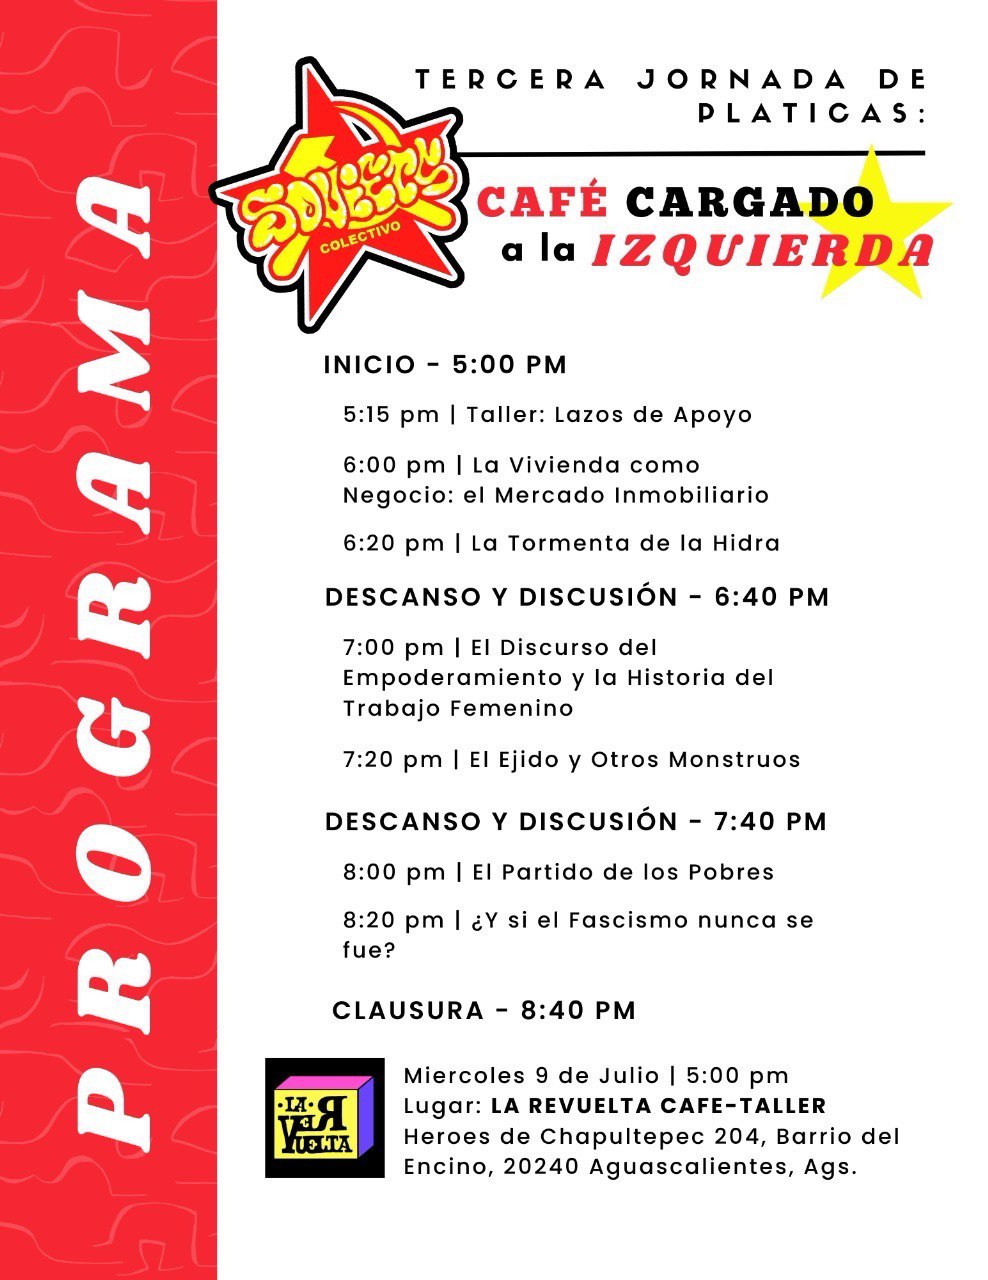 PROGRAMA
TERCERA JORNADA DE
PLATICAS:
SOVIETS
COLECTIVO
CAFÉ CARGADO
a la IZQUIERDA
INICIO - 5:00 PM
5:15 pm | Taller: Lazos de Apoyo
6:00 pm | La Vivienda como
Negocio: el Mercado Inmobiliario
6:20 pm | La Tormenta de la Hidra
DESCANSO Y DISCUSIÓN - 6:40 PM
7:00 pm | El Discurso del
Empoderamiento y la Historia del
Trabajo Femenino
7:20 pm | El Ejido y Otros Monstruos
DESCANSO Y DISCUSIÓN - 7:40 PM
8:00 pm | El Partido de los Pobres
8:20 pm | ¿Y si el Fascismo nunca se
fue?
CLAUSURA - 8:40 PM
·LA·
REVUELTA
Miercoles 9 de Julio | 5:00 pm
Lugar: LA REVUELTA CAFE-TALLER
Heroes de Chapultepec 204, Barrio del
Encino, 20240 Aguascalientes, Ags.